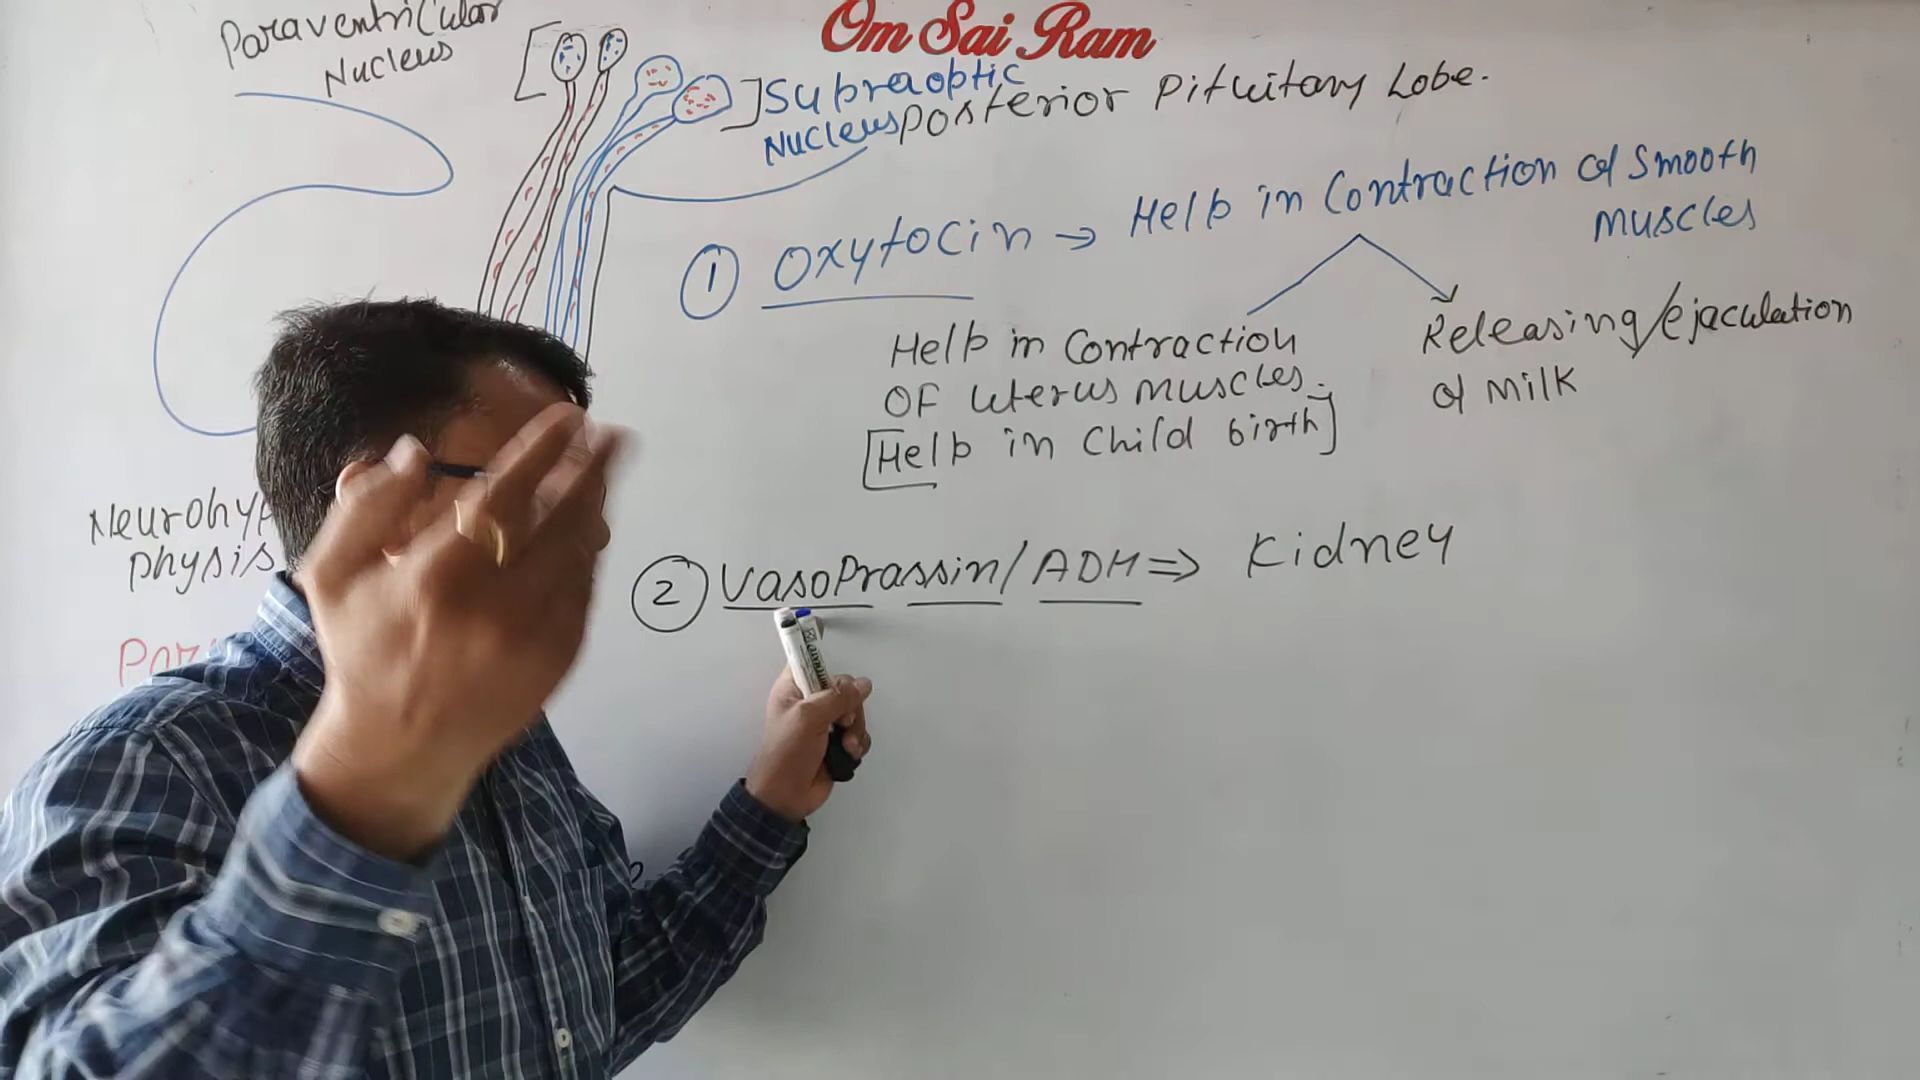 Om Sai Ram
Paraventricular
Nucleus
Supraoptic
Nucleus
Posterior Pituitary Lobe.
① Oxytocin → Help in Contraction of Smooth
Muscles
Help in Contraction
OF Uterus muscles.
[Help in Child birth]
Releasing/ejaculation
of Milk
② Vasoprassin/ADH ⇒ Kidney
Neurohyp
physis